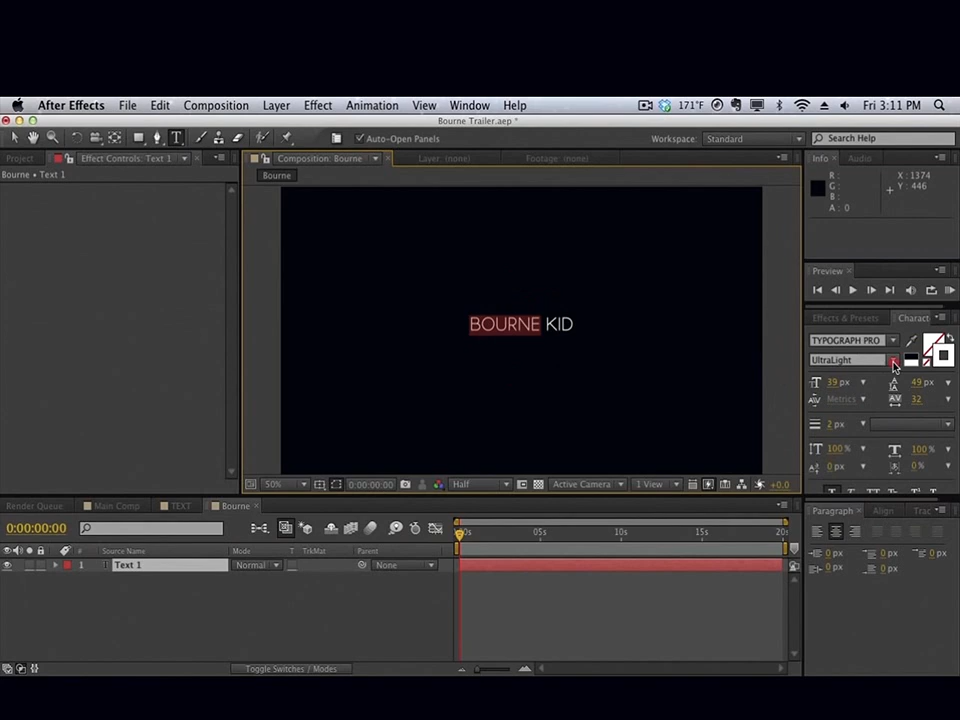 After Effects File Edit Composition Layer Effect Animation View Window Help 171°F Fri 3:11 PM
Bourne Trailer.aep *
Auto-Open Panels Workspace: Standard Search Help
Project Effect Controls: Text 1 Composition: Bourne Layer: (none) Footage: (none) Info Audio
Bourne • Text 1 Bourne
R : X : 1374
G : Y : 446
B :
A : 0
Preview
BOURNE KID
Effects & Presets Charact
TYPOGRAPH PRO
UltraLight
39 px 49 px
Metrics 32
2 px
100 % 100 %
0 px 0 %
50% 0:00:00:00 Half Active Camera 1 View +0.0
Render Queue Main Comp TEXT Bourne
Paragraph Align Trac
0:00:00:00
05s 10s 15s 20s
# Source Name Mode T TrkMat Parent
1 Text 1 Normal None
0 px 0 px 0 px
0 px 0 px
Toggle Switches / Modes